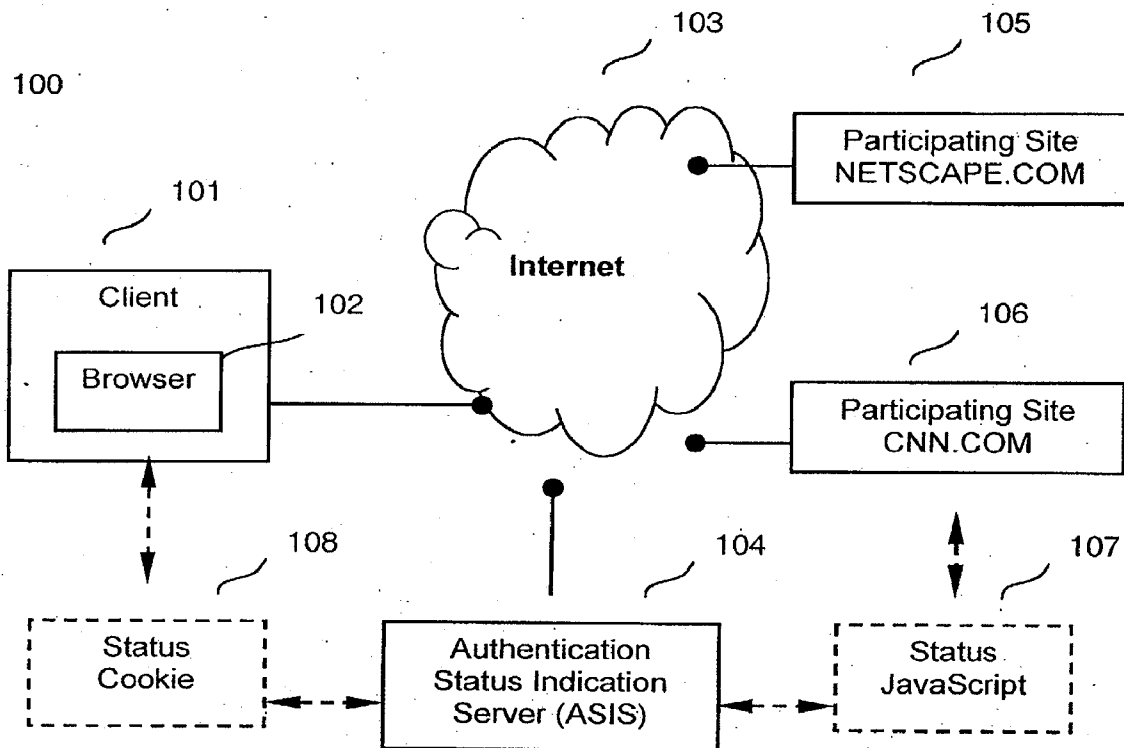 103
105
100
Participating Site
NETSCAPE.COM
101
Internet
Client
102
106
Browser
Participating Site
CNN.COM
108
104
107
Status
Cookie
Authentication
Status Indication
Server (ASIS)
Status
JavaScript